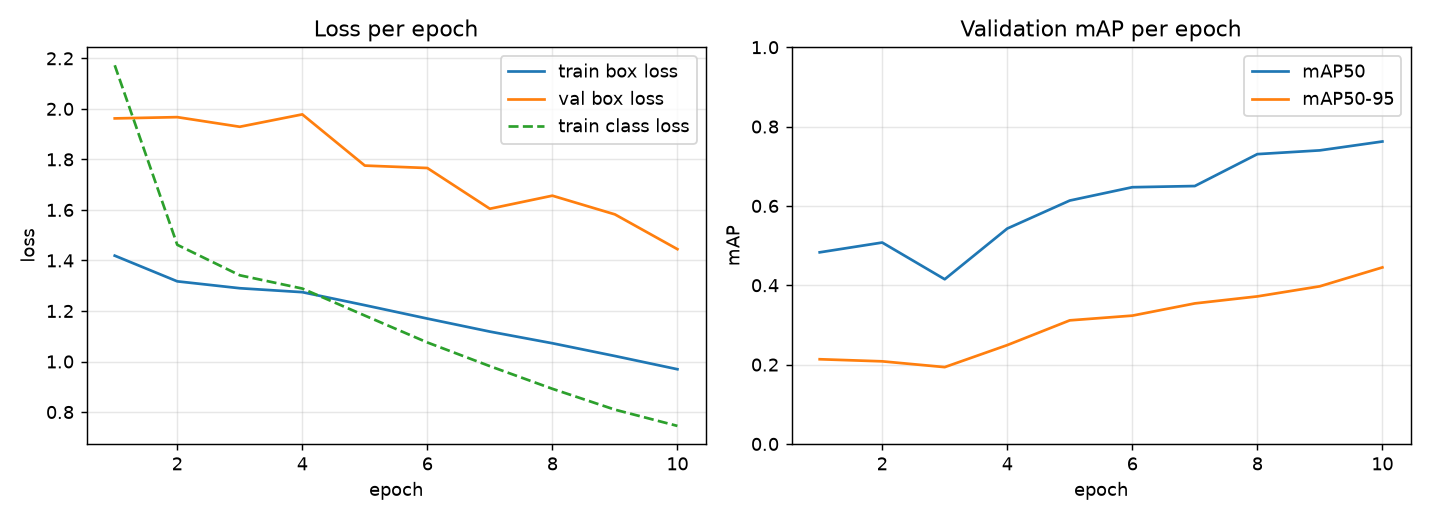 Loss per epoch
2.2
2.0
1.8
1.6
1.4
1.2
1.0
0.8
loss
2 4 6 8 10
epoch
train box loss
val box loss
train class loss
Validation mAP per epoch
1.0
0.8
0.6
0.4
0.2
0.0
mAP
2 4 6 8 10
epoch
mAP50
mAP50-95